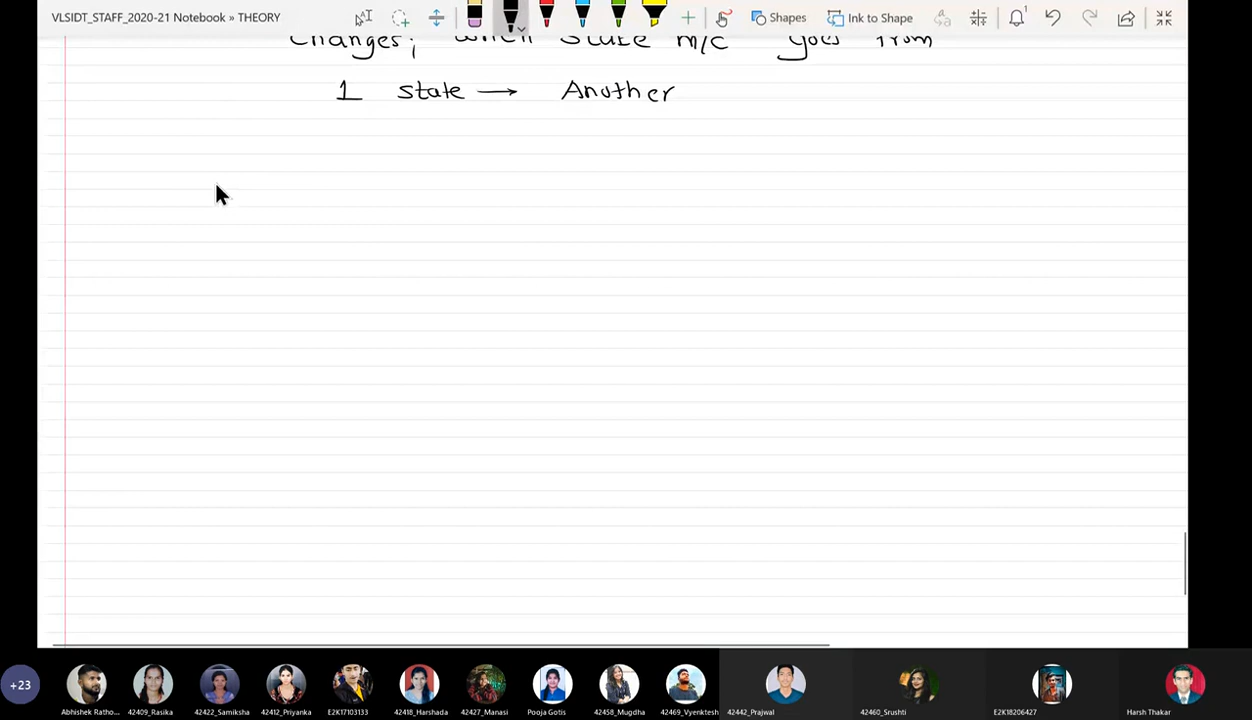 VLSIDT_STAFF_2020-21 Notebook » THEORY
Shapes
Ink to Shape
Changes; when state m/c goes from
1 state → Another
+23
Abhishek Ratho...
42409_Rasika
42422_Samiksha
42412_Priyanka
E2K17103133
42418_Harshada
42427_Manasi
Pooja Gotis
42458_Mugdha
42469_Vyenktesh
42442_Prajwal
42460_Srushti
E2K18206427
Harsh Thakar